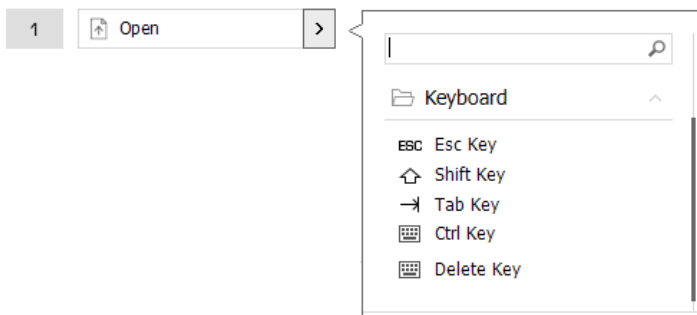 1
Open
Keyboard
ESC Esc Key
Shift Key
Tab Key
Ctrl Key
Delete Key